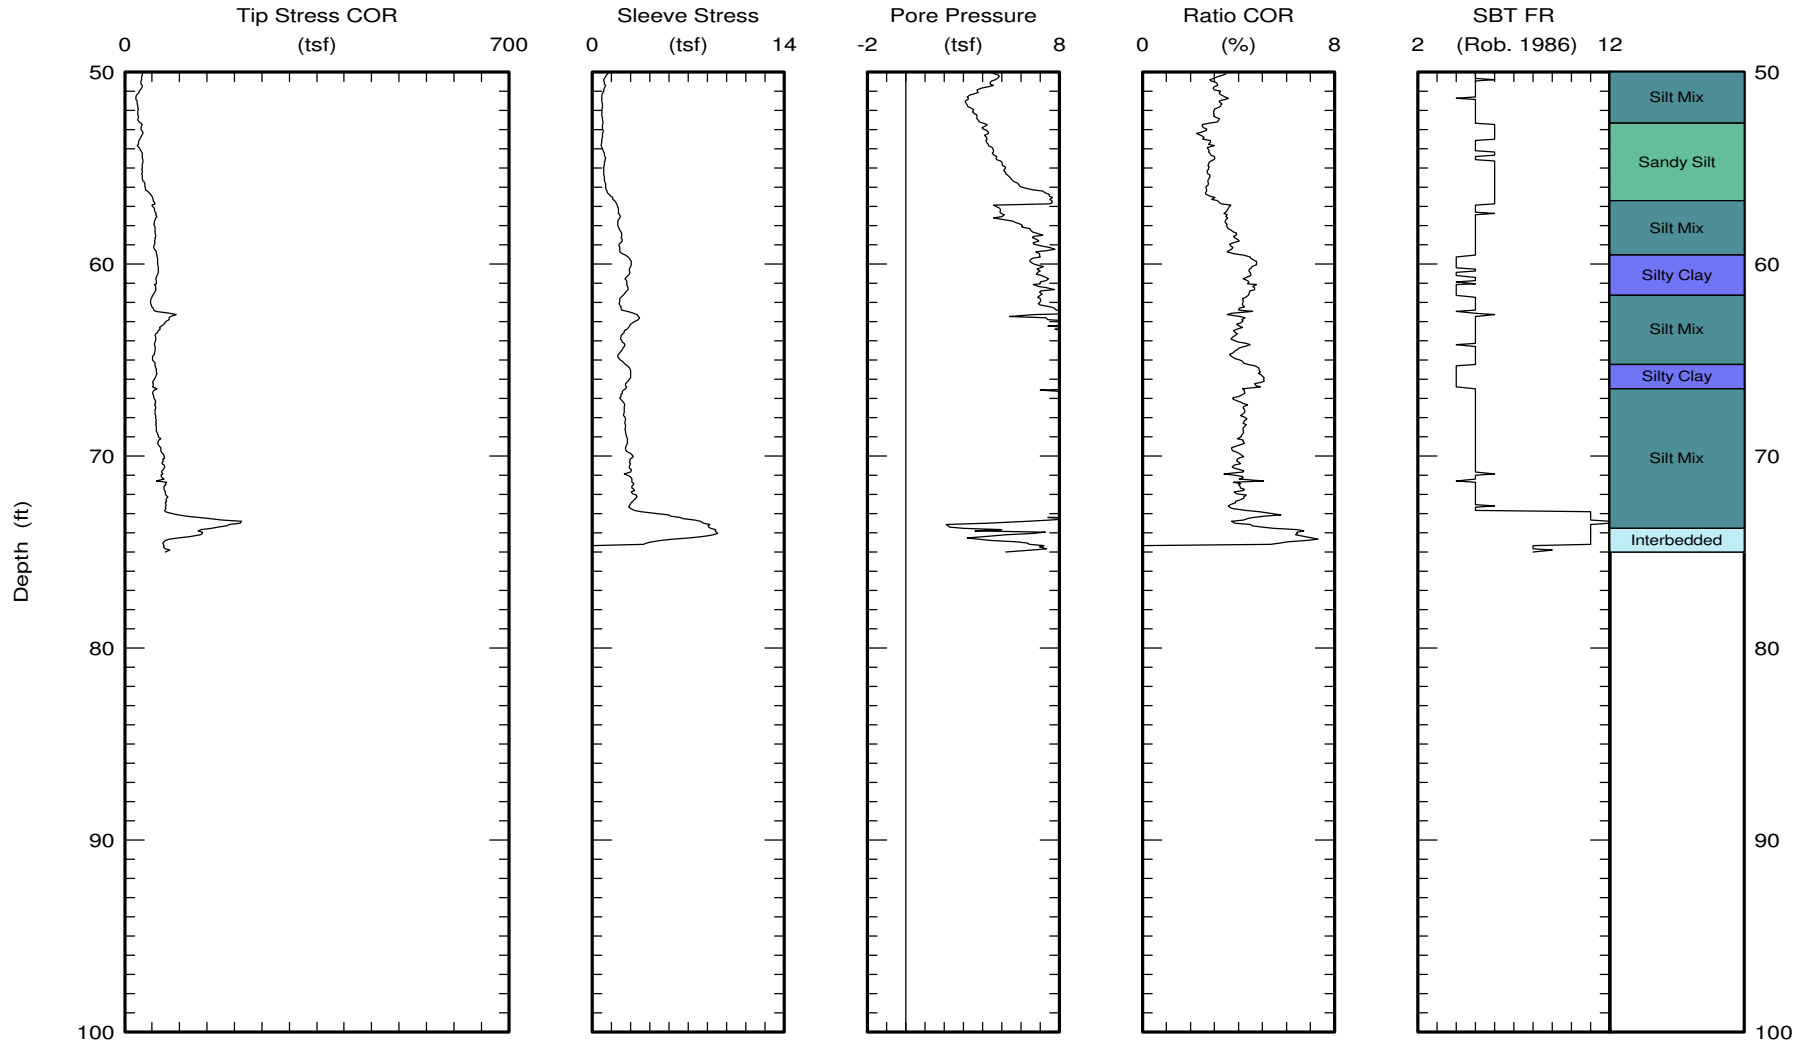 Tip Stress COR Sleeve Stress Pore Pressure Ratio COR SBT FR
0 (tsf) 700 0 (tsf) 14 -2 (tsf) 8 0 (%) 8 2 (Rob. 1986) 12
50 50
Silt Mix
Sandy Silt
Silt Mix
60 Silty Clay 60
Silt Mix
Silty Clay
70 Silt Mix 70
Interbedded
Depth (ft)
80 80
90 90
100 100